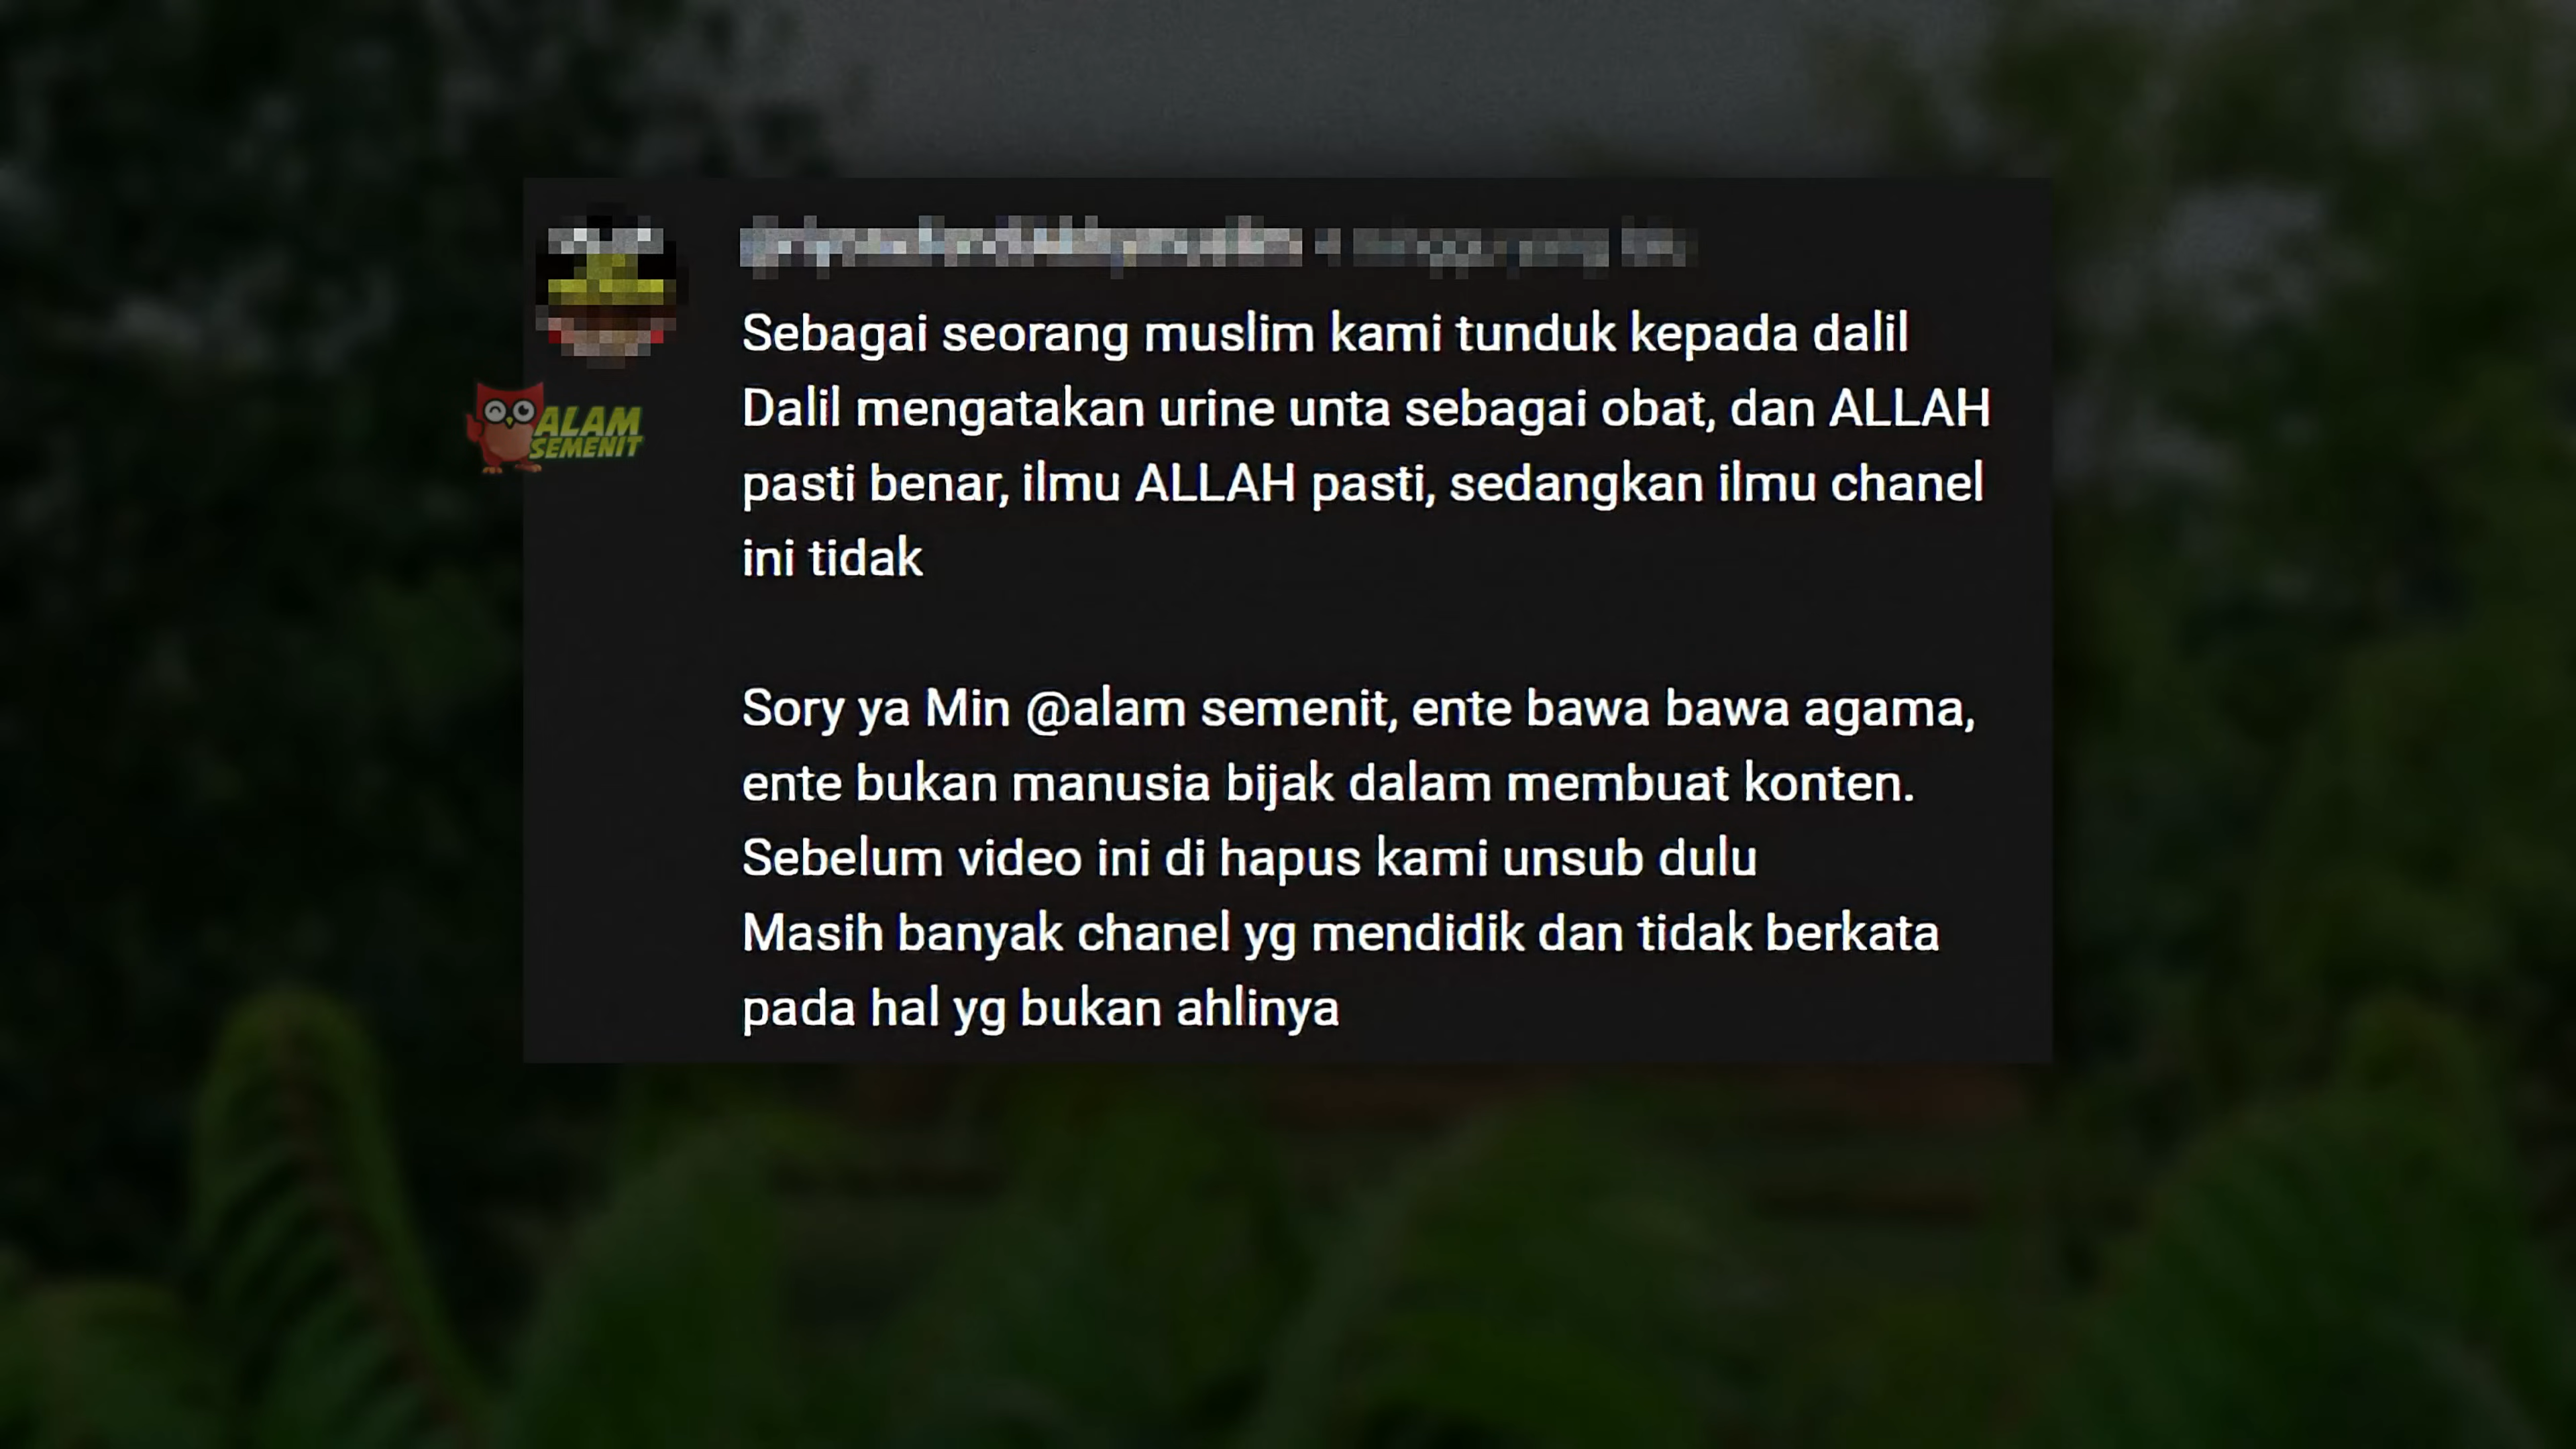 Sebagai seorang muslim kami tunduk kepada dalil
Dalil mengatakan urine unta sebagai obat, dan ALLAH
pasti benar, ilmu ALLAH pasti, sedangkan ilmu chanel
ini tidak
Sory ya Min @alam semenit, ente bawa bawa agama,
ente bukan manusia bijak dalam membuat konten.
Sebelum video ini di hapus kami unsub dulu
Masih banyak chanel yg mendidik dan tidak berkata
pada hal yg bukan ahlinya
ALAM
SEMENIT